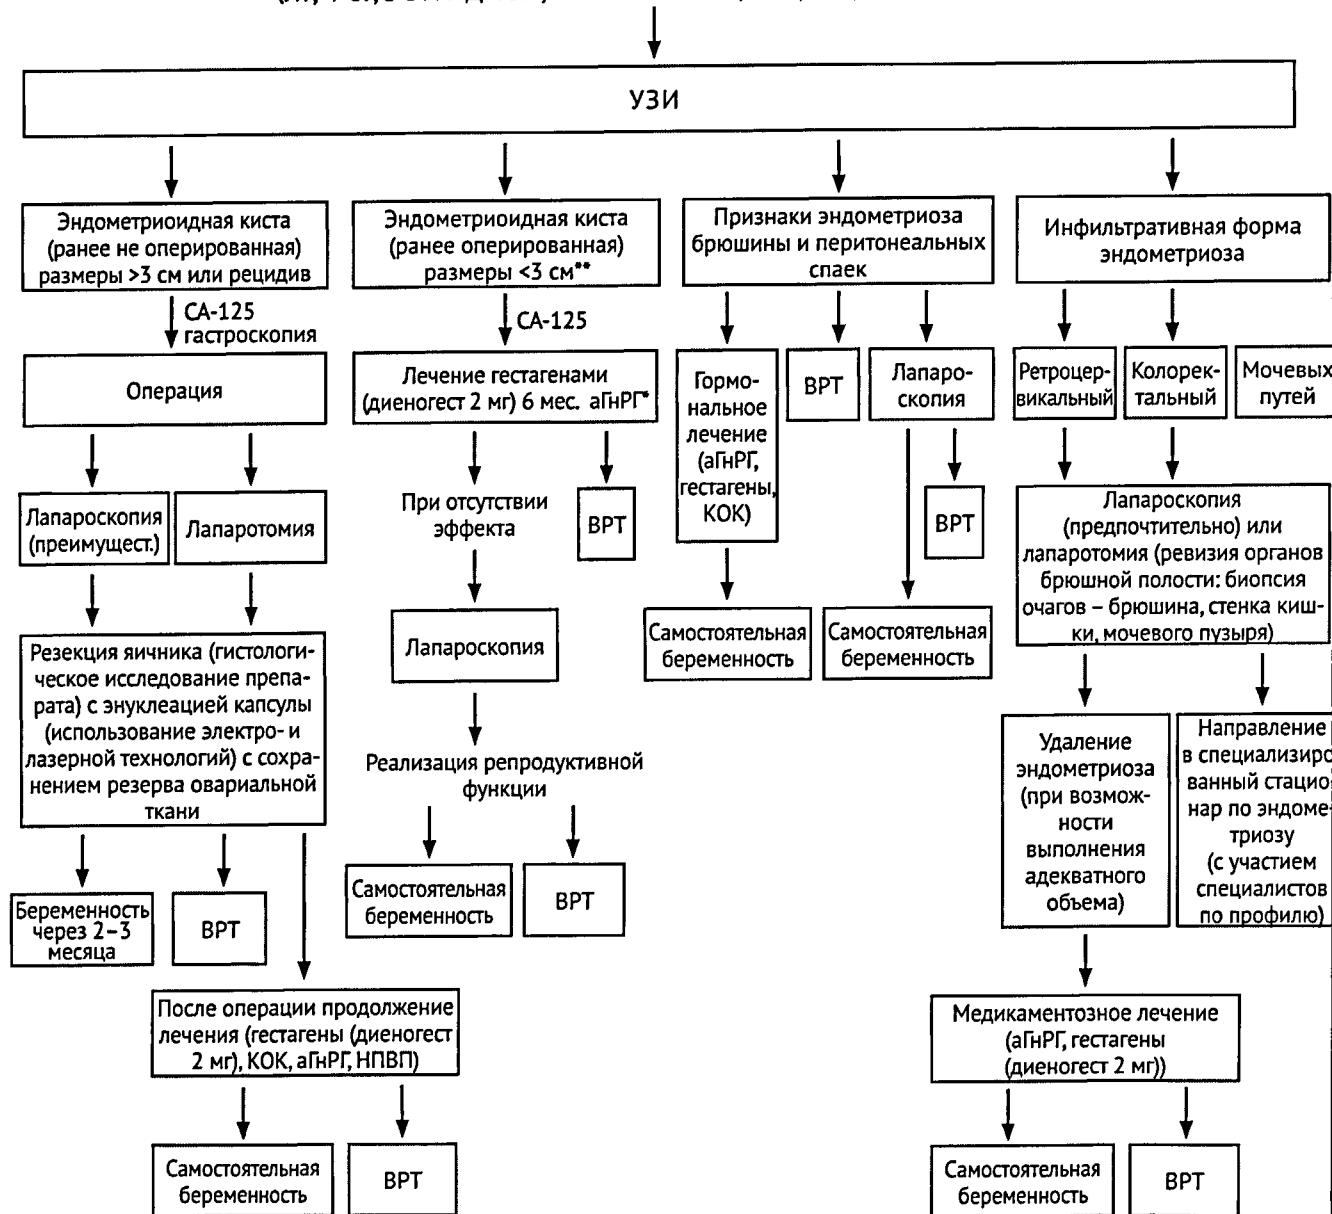 УЗИ
Эндометриоидная киста
(ранее не оперированная)
размеры >3 см или рецидив
Эндометриоидная киста
(ранее оперированная)
размеры <3 см**
Признаки эндометриоза
брюшины и перитонеальных
спаек
Инфильтративная форма
эндометриоза
СА-125
гастроскопия
СА-125
Операция
Лечение гестагенами
(диеногест 2 мг) 6 мес. аГнРГ*
Гормо-
нальное
лечение
(аГнРГ,
гестагены,
КОК)
ВРТ
Лапаро-
скопия
Ретроцер-
викальный
Колорек-
тальный
Мочевых
путей
Лапароскопия
(преимущест.)
Лапаротомия
При отсутствии
эффекта
ВРТ
ВРТ
Лапароскопия
(предпочтительно) или
лапаротомия (ревизия органов
брюшной полости: биопсия
очагов – брюшина, стенка киш-
ки, мочевого пузыря)
Резекция яичника (гистологи-
ческое исследование препа-
рата) с энуклеацией капсулы
(использование электро- и
лазерной технологий) с сохра-
нением резерва овариальной
ткани
Лапароскопия
Самостоятельная
беременность
Самостоятельная
беременность
Реализация репродуктивной
функции
Удаление
эндометриоза
(при возмож-
ности
выполнения
адекватного
объема)
Направление
в специализиро
ванный стацио
нар по эндоме-
триозу
(с участием
специалистов
по профилю)
Беременность
через 2–3
месяца
ВРТ
Самостоятельная
беременность
ВРТ
После операции продолжение
лечения (гестагены (диеногест
2 мг), КОК, аГнРГ, НПВП)
Медикаментозное лечение
(аГнРГ, гестагены
(диеногест 2 мг))
Самостоятельная
беременность
ВРТ
Самостоятельная
беременность
ВРТ